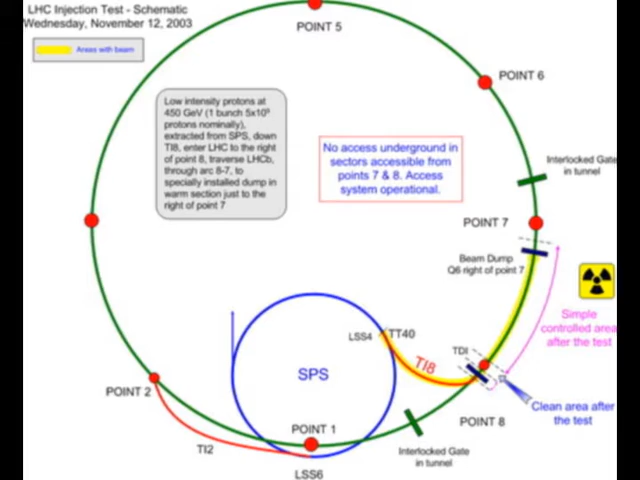 LHC Injection Test - Schematic
Wednesday, November 12, 2003
Areas with beam
POINT 5
POINT 6
Low intensity protons at
450 GeV (1 bunch 5x10⁹
protons nominally),
extracted from SPS, down
TI8, enter LHC to the right
of point 8, traverse LHCb,
through arc 8-7, to
specially installed dump in
warm section just to the
right of point 7
No access underground in
sectors accessible from
points 7 & 8. Access
system operational.
Interlocked Gate
in tunnel
POINT 7
Beam Dump
Q6 right of point 7
Simple
controlled area
after the test
LSS4
TT40
TDI
TI8
SPS
POINT 2
Clean area after
the test
POINT 8
POINT 1
TI2
Interlocked Gate
in tunnel
LSS6